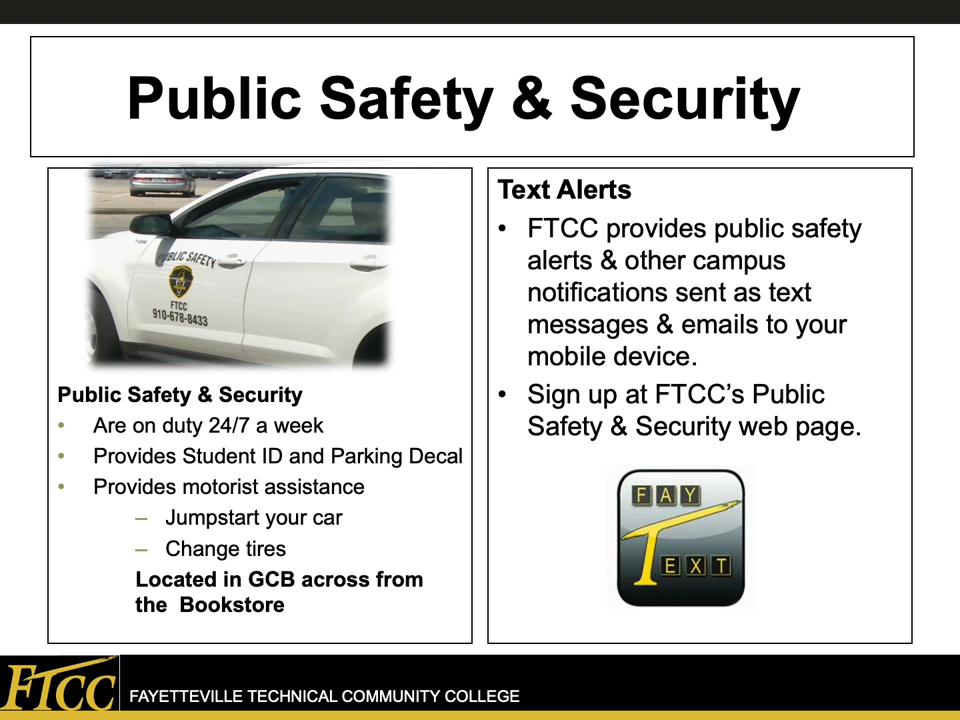 Public Safety & Security
PUBLIC SAFETY
FTCC
910-678-8433
Public Safety & Security
• Are on duty 24/7 a week
• Provides Student ID and Parking Decal
• Provides motorist assistance
– Jumpstart your car
– Change tires
Located in GCB across from
the Bookstore
Text Alerts
• FTCC provides public safety
alerts & other campus
notifications sent as text
messages & emails to your
mobile device.
• Sign up at FTCC’s Public
Safety & Security web page.
FAY
TEXT
FTCC
FAYETTEVILLE TECHNICAL COMMUNITY COLLEGE